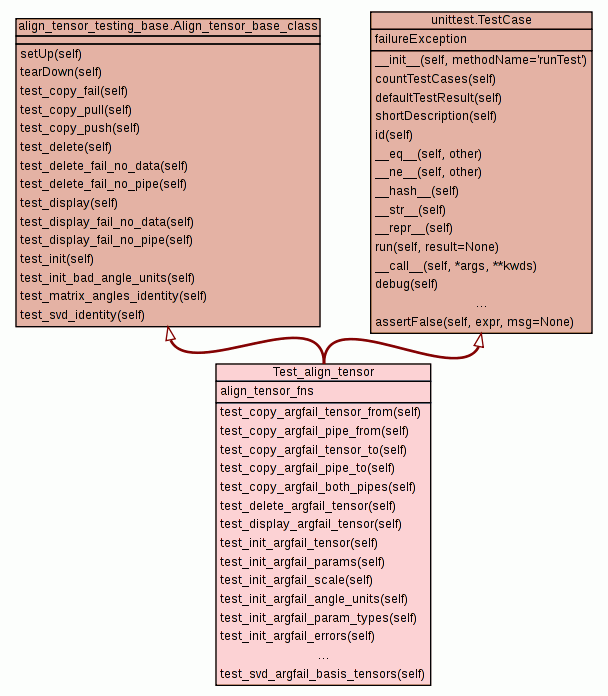 align_tensor_testing_base.Align_tensor_base_class
setUp(self)
tearDown(self)
test_copy_fail(self)
test_copy_pull(self)
test_copy_push(self)
test_delete(self)
test_delete_fail_no_data(self)
test_delete_fail_no_pipe(self)
test_display(self)
test_display_fail_no_data(self)
test_display_fail_no_pipe(self)
test_init(self)
test_init_bad_angle_units(self)
test_matrix_angles_identity(self)
test_svd_identity(self)
unittest.TestCase
failureException
__init__(self, methodName='runTest')
countTestCases(self)
defaultTestResult(self)
shortDescription(self)
id(self)
__eq__(self, other)
__ne__(self, other)
__hash__(self)
__str__(self)
__repr__(self)
run(self, result=None)
__call__(self, *args, **kwds)
debug(self)
...
assertFalse(self, expr, msg=None)
Test_align_tensor
align_tensor_fns
test_copy_argfail_tensor_from(self)
test_copy_argfail_pipe_from(self)
test_copy_argfail_tensor_to(self)
test_copy_argfail_pipe_to(self)
test_copy_argfail_both_pipes(self)
test_delete_argfail_tensor(self)
test_display_argfail_tensor(self)
test_init_argfail_tensor(self)
test_init_argfail_params(self)
test_init_argfail_scale(self)
test_init_argfail_angle_units(self)
test_init_argfail_param_types(self)
test_init_argfail_errors(self)
...
test_svd_argfail_basis_tensors(self)